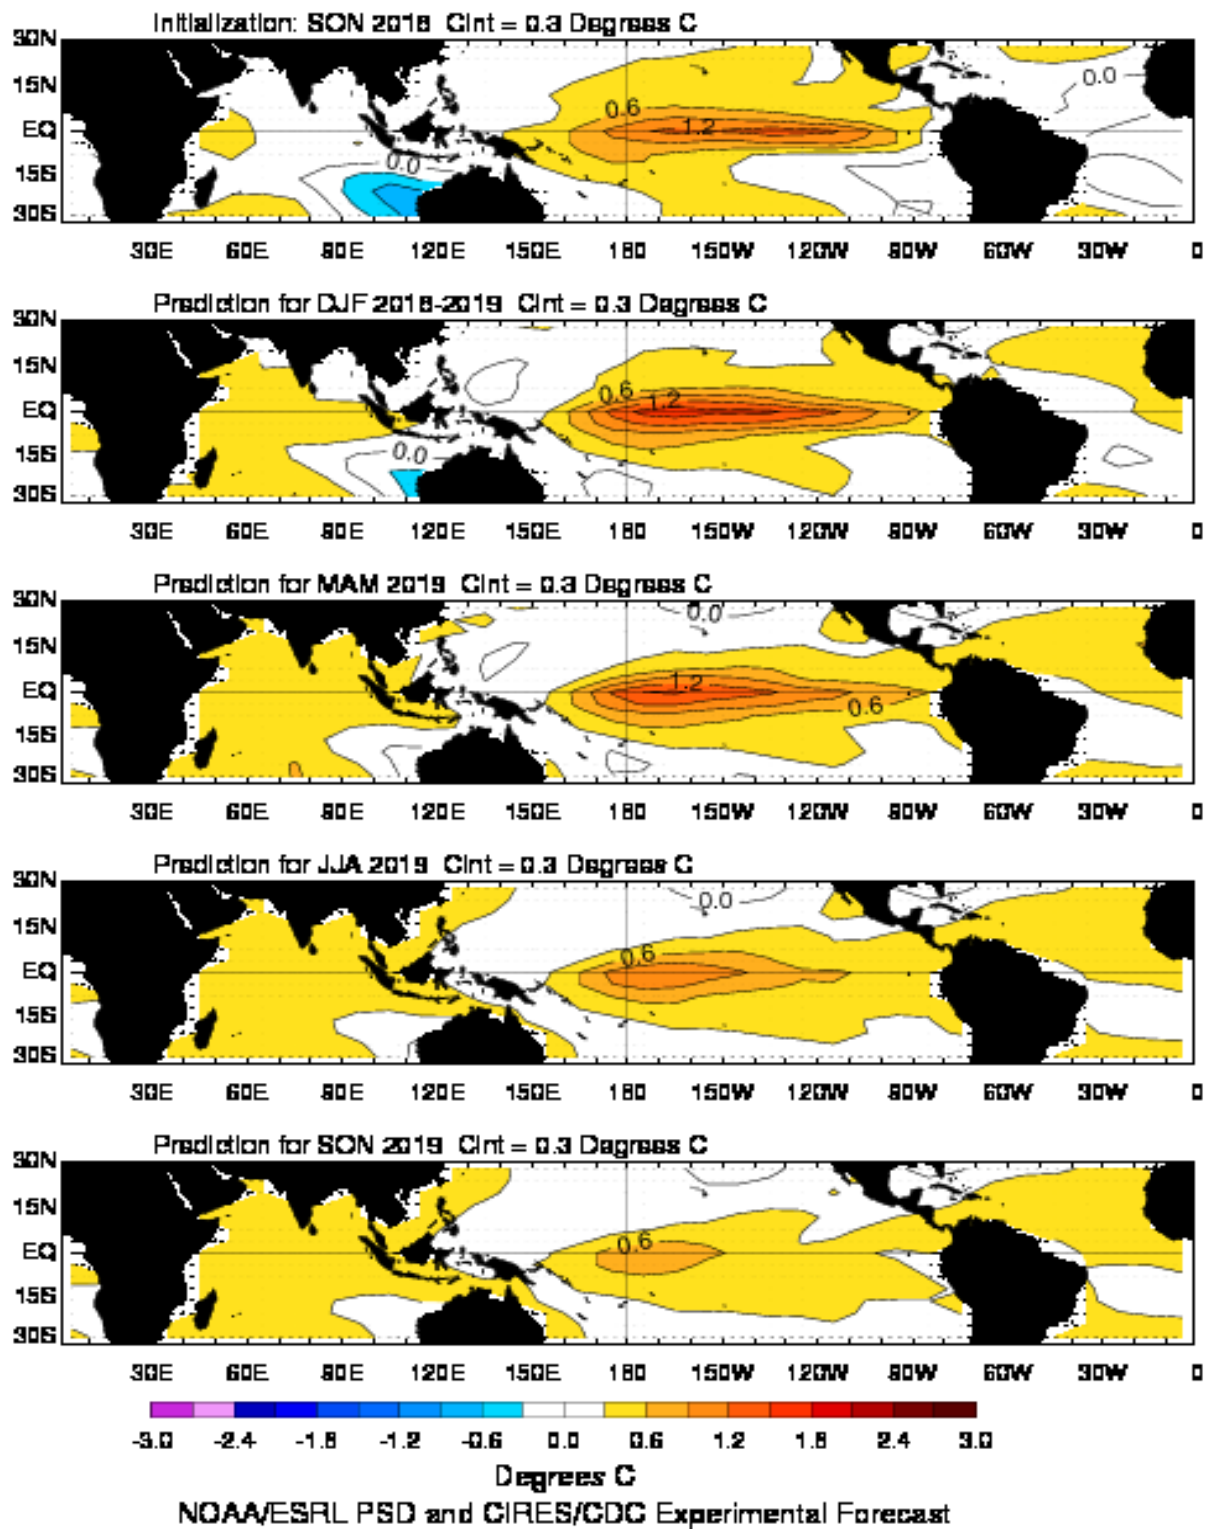 Initialization: SON 2018 Cint = 0.3 Degrees C
30N
15N
EQ
15S
30S
0.6
1.2
0.0
0.0
30E 60E 90E 120E 150E 180 150W 120W 90W 60W 30W 0
Prediction for DJF 2018-2019 Cint = 0.3 Degrees C
30N
15N
EQ
15S
30S
0.6
1.2
0.0
30E 60E 90E 120E 150E 180 150W 120W 90W 60W 30W 0
Prediction for MAM 2019 Cint = 0.3 Degrees C
30N
15N
EQ
15S
30S
0.0
1.2
0.6
30E 60E 90E 120E 150E 180 150W 120W 90W 60W 30W 0
Prediction for JJA 2019 Cint = 0.3 Degrees C
30N
15N
EQ
15S
30S
0.0
0.6
30E 60E 90E 120E 150E 180 150W 120W 90W 60W 30W 0
Prediction for SON 2019 Cint = 0.3 Degrees C
30N
15N
EQ
15S
30S
0.6
30E 60E 90E 120E 150E 180 150W 120W 90W 60W 30W 0
-3.0 -2.4 -1.8 -1.2 -0.6 0.0 0.6 1.2 1.8 2.4 3.0
Degrees C
NOAA/ESRL PSD and CIRES/CDC Experimental Forecast